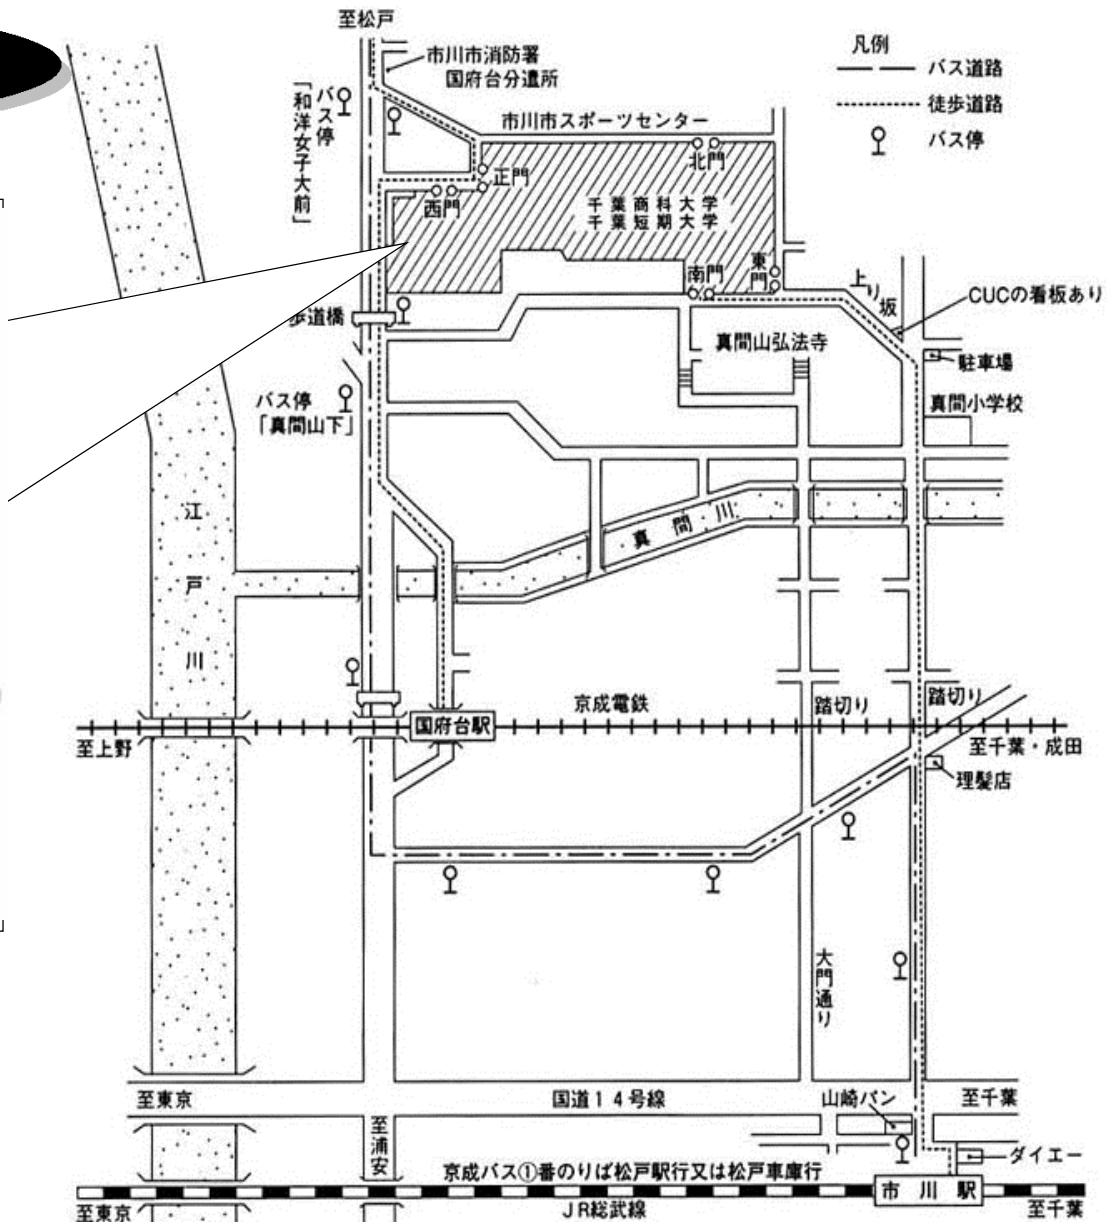 至松戸
市川市消防署
国府台分遣所
バス停
「和洋女子大前」
凡例
バス道路
徒歩道路
バス停
市川市スポーツセンター
北門
正門
西門
千葉商科大学
千葉短期大学
南門
東門
上り坂
CUCの看板あり
歩道橋
真間山弘法寺
駐車場
バス停
「真間山下」
真間小学校
江戸川
真間川
京成電鉄
踏切り
踏切り
国府台駅
至上野
至千葉・成田
理髪店
大門通り
至東京
国道14号線
山崎パン
至千葉
至浦安
ダイエー
京成バス①番のりば松戸駅行又は松戸車庫行
市川駅
至東京
JR総武線
至千葉